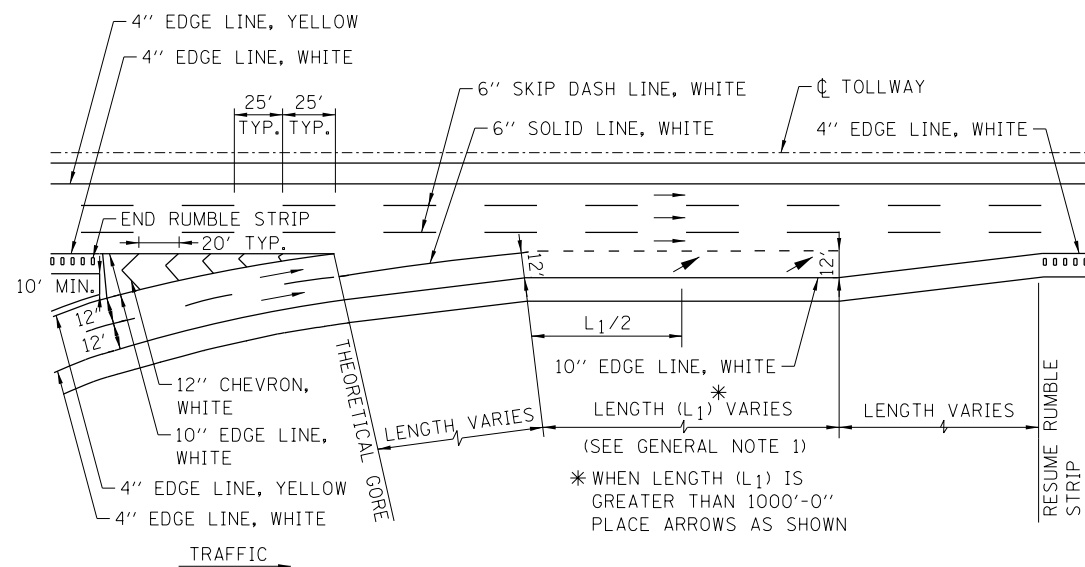 4'' EDGE LINE, YELLOW
4'' EDGE LINE, WHITE
25'
TYP.
25'
TYP.
6'' SKIP DASH LINE, WHITE
6'' SOLID LINE, WHITE
℄ TOLLWAY
4'' EDGE LINE, WHITE
END RUMBLE STRIP
20' TYP.
10' MIN.
12'
12'
12'
12'
L1/2
10'' EDGE LINE, WHITE
12'' CHEVRON,
WHITE
10'' EDGE LINE,
WHITE
4'' EDGE LINE, YELLOW
4'' EDGE LINE, WHITE
THEORETICAL GORE
LENGTH VARIES
LENGTH (L1)* VARIES
(SEE GENERAL NOTE 1)
* WHEN LENGTH (L1) IS
GREATER THAN 1000'-0''
PLACE ARROWS AS SHOWN
LENGTH VARIES
RESUME RUMBLE
STRIP
TRAFFIC